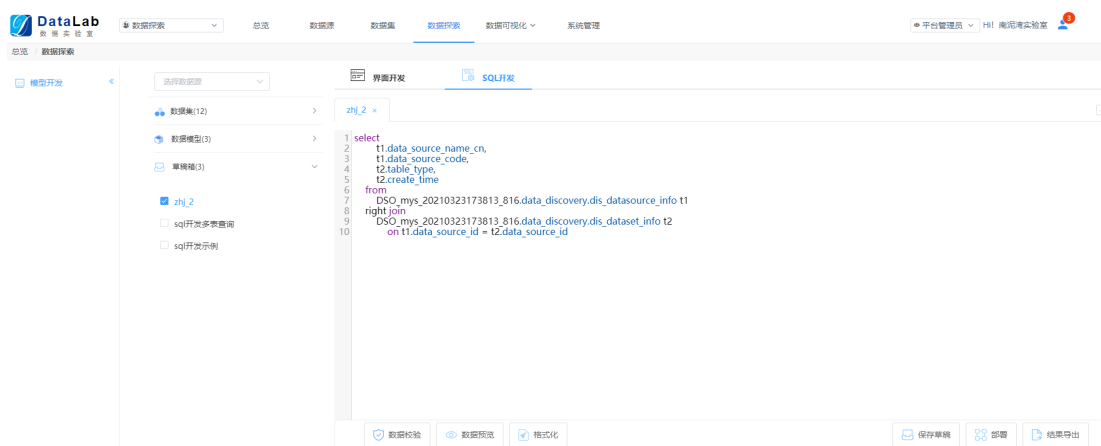 DataLab
数据实验室
数据探索
总览
数据源
数据集
数据探索
数据可视化
系统管理
平台管理员
Hi! 南泥湾实验室
3
总览 / 数据探索
模型开发
«
选择数据源
数据集(12)
数据模型(3)
草稿箱(3)
zhj_2
sql开发多表查询
sql开发示例
界面开发
SQL开发
zhj_2 ×
1 select
2 t1.data_source_name_cn,
3 t1.data_source_code,
4 t2.table_type,
5 t2.create_time
6 from
7 DSO_mys_20210323173813_816.data_discovery.dis_datasource_info t1
8 right join
9 DSO_mys_20210323173813_816.data_discovery.dis_dataset_info t2
10 on t1.data_source_id = t2.data_source_id
数据校验
数据预览
格式化
保存草稿
部署
结果导出